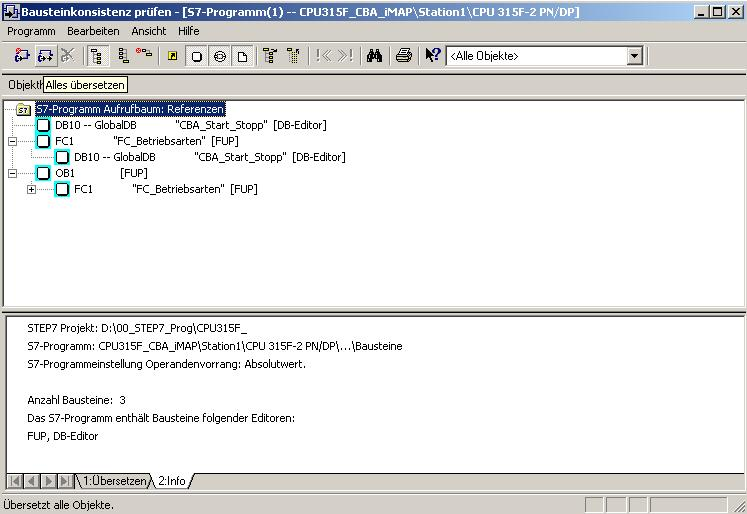 Bausteinkonsistenz prüfen - [S7-Programm(1) -- CPU315F_CBA_iMAP\Station1\CPU 315F-2 PN/DP]
Programm Bearbeiten Ansicht Hilfe
<Alle Objekte>
Objekth Alles übersetzen
S7 S7-Programm Aufrufbaum: Referenzen
DB10 -- GlobalDB "CBA_Start_Stopp" [DB-Editor]
FC1 "FC_Betriebsarten" [FUP]
DB10 -- GlobalDB "CBA_Start_Stopp" [DB-Editor]
OB1 [FUP]
FC1 "FC_Betriebsarten" [FUP]
STEP7 Projekt: D:\00_STEP7_Prog\CPU315F_
S7-Programm: CPU315F_CBA_iMAP\Station1\CPU 315F-2 PN/DP\...\Bausteine
S7-Programmeinstellung Operandenvorrang: Absolutwert.
Anzahl Bausteine: 3
Das S7-Programm enthält Bausteine folgender Editoren:
FUP, DB-Editor
1:Übersetzen 2:Info
Übersetzt alle Objekte.